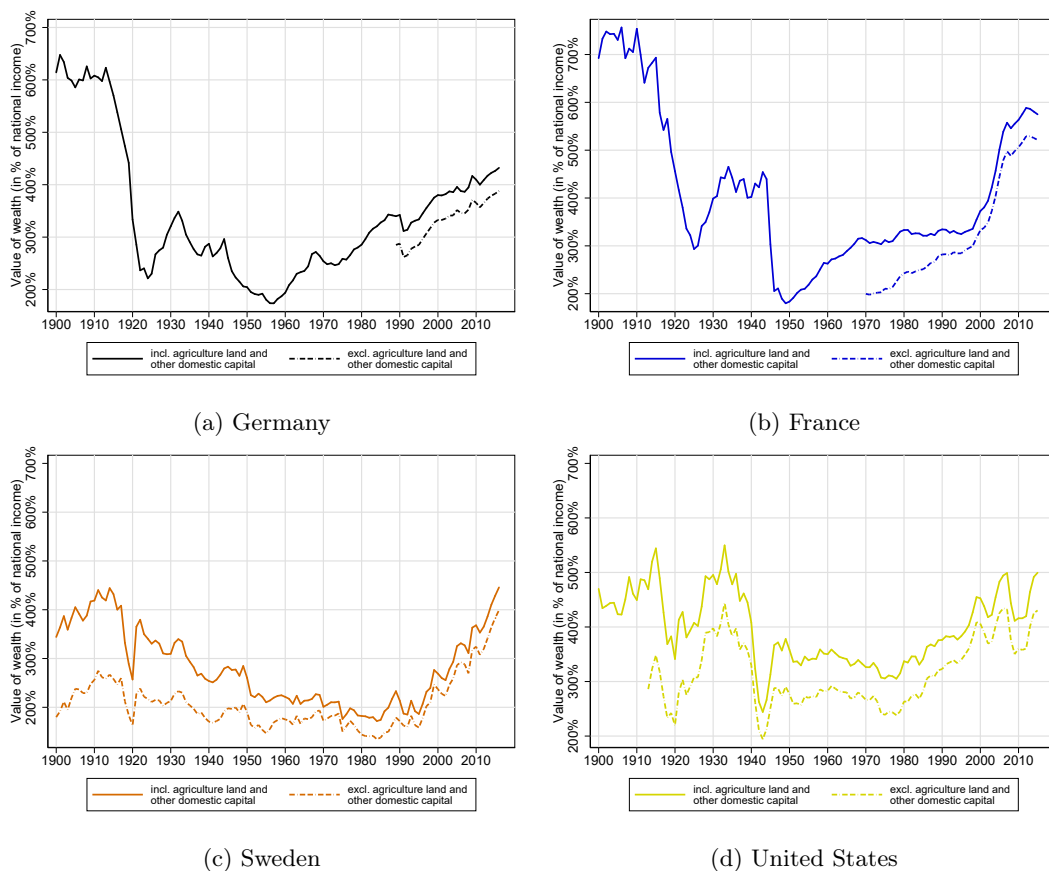 Value of wealth (in % of national income)
700%
600%
500%
400%
300%
200%
1900 1910 1920 1930 1940 1950 1960 1970 1980 1990 2000 2010
incl. agriculture land and
other domestic capital
excl. agriculture land and
other domestic capital
(a) Germany
Value of wealth (in % of national income)
700%
600%
500%
400%
300%
200%
1900 1910 1920 1930 1940 1950 1960 1970 1980 1990 2000 2010
incl. agriculture land and
other domestic capital
excl. agriculture land and
other domestic capital
(b) France
Value of wealth (in % of national income)
700%
600%
500%
400%
300%
200%
1900 1910 1920 1930 1940 1950 1960 1970 1980 1990 2000 2010
incl. agriculture land and
other domestic capital
excl. agriculture land and
other domestic capital
(c) Sweden
Value of wealth (in % of national income)
700%
600%
500%
400%
300%
200%
1900 1910 1920 1930 1940 1950 1960 1970 1980 1990 2000 2010
incl. agriculture land and
other domestic capital
excl. agriculture land and
other domestic capital
(d) United States